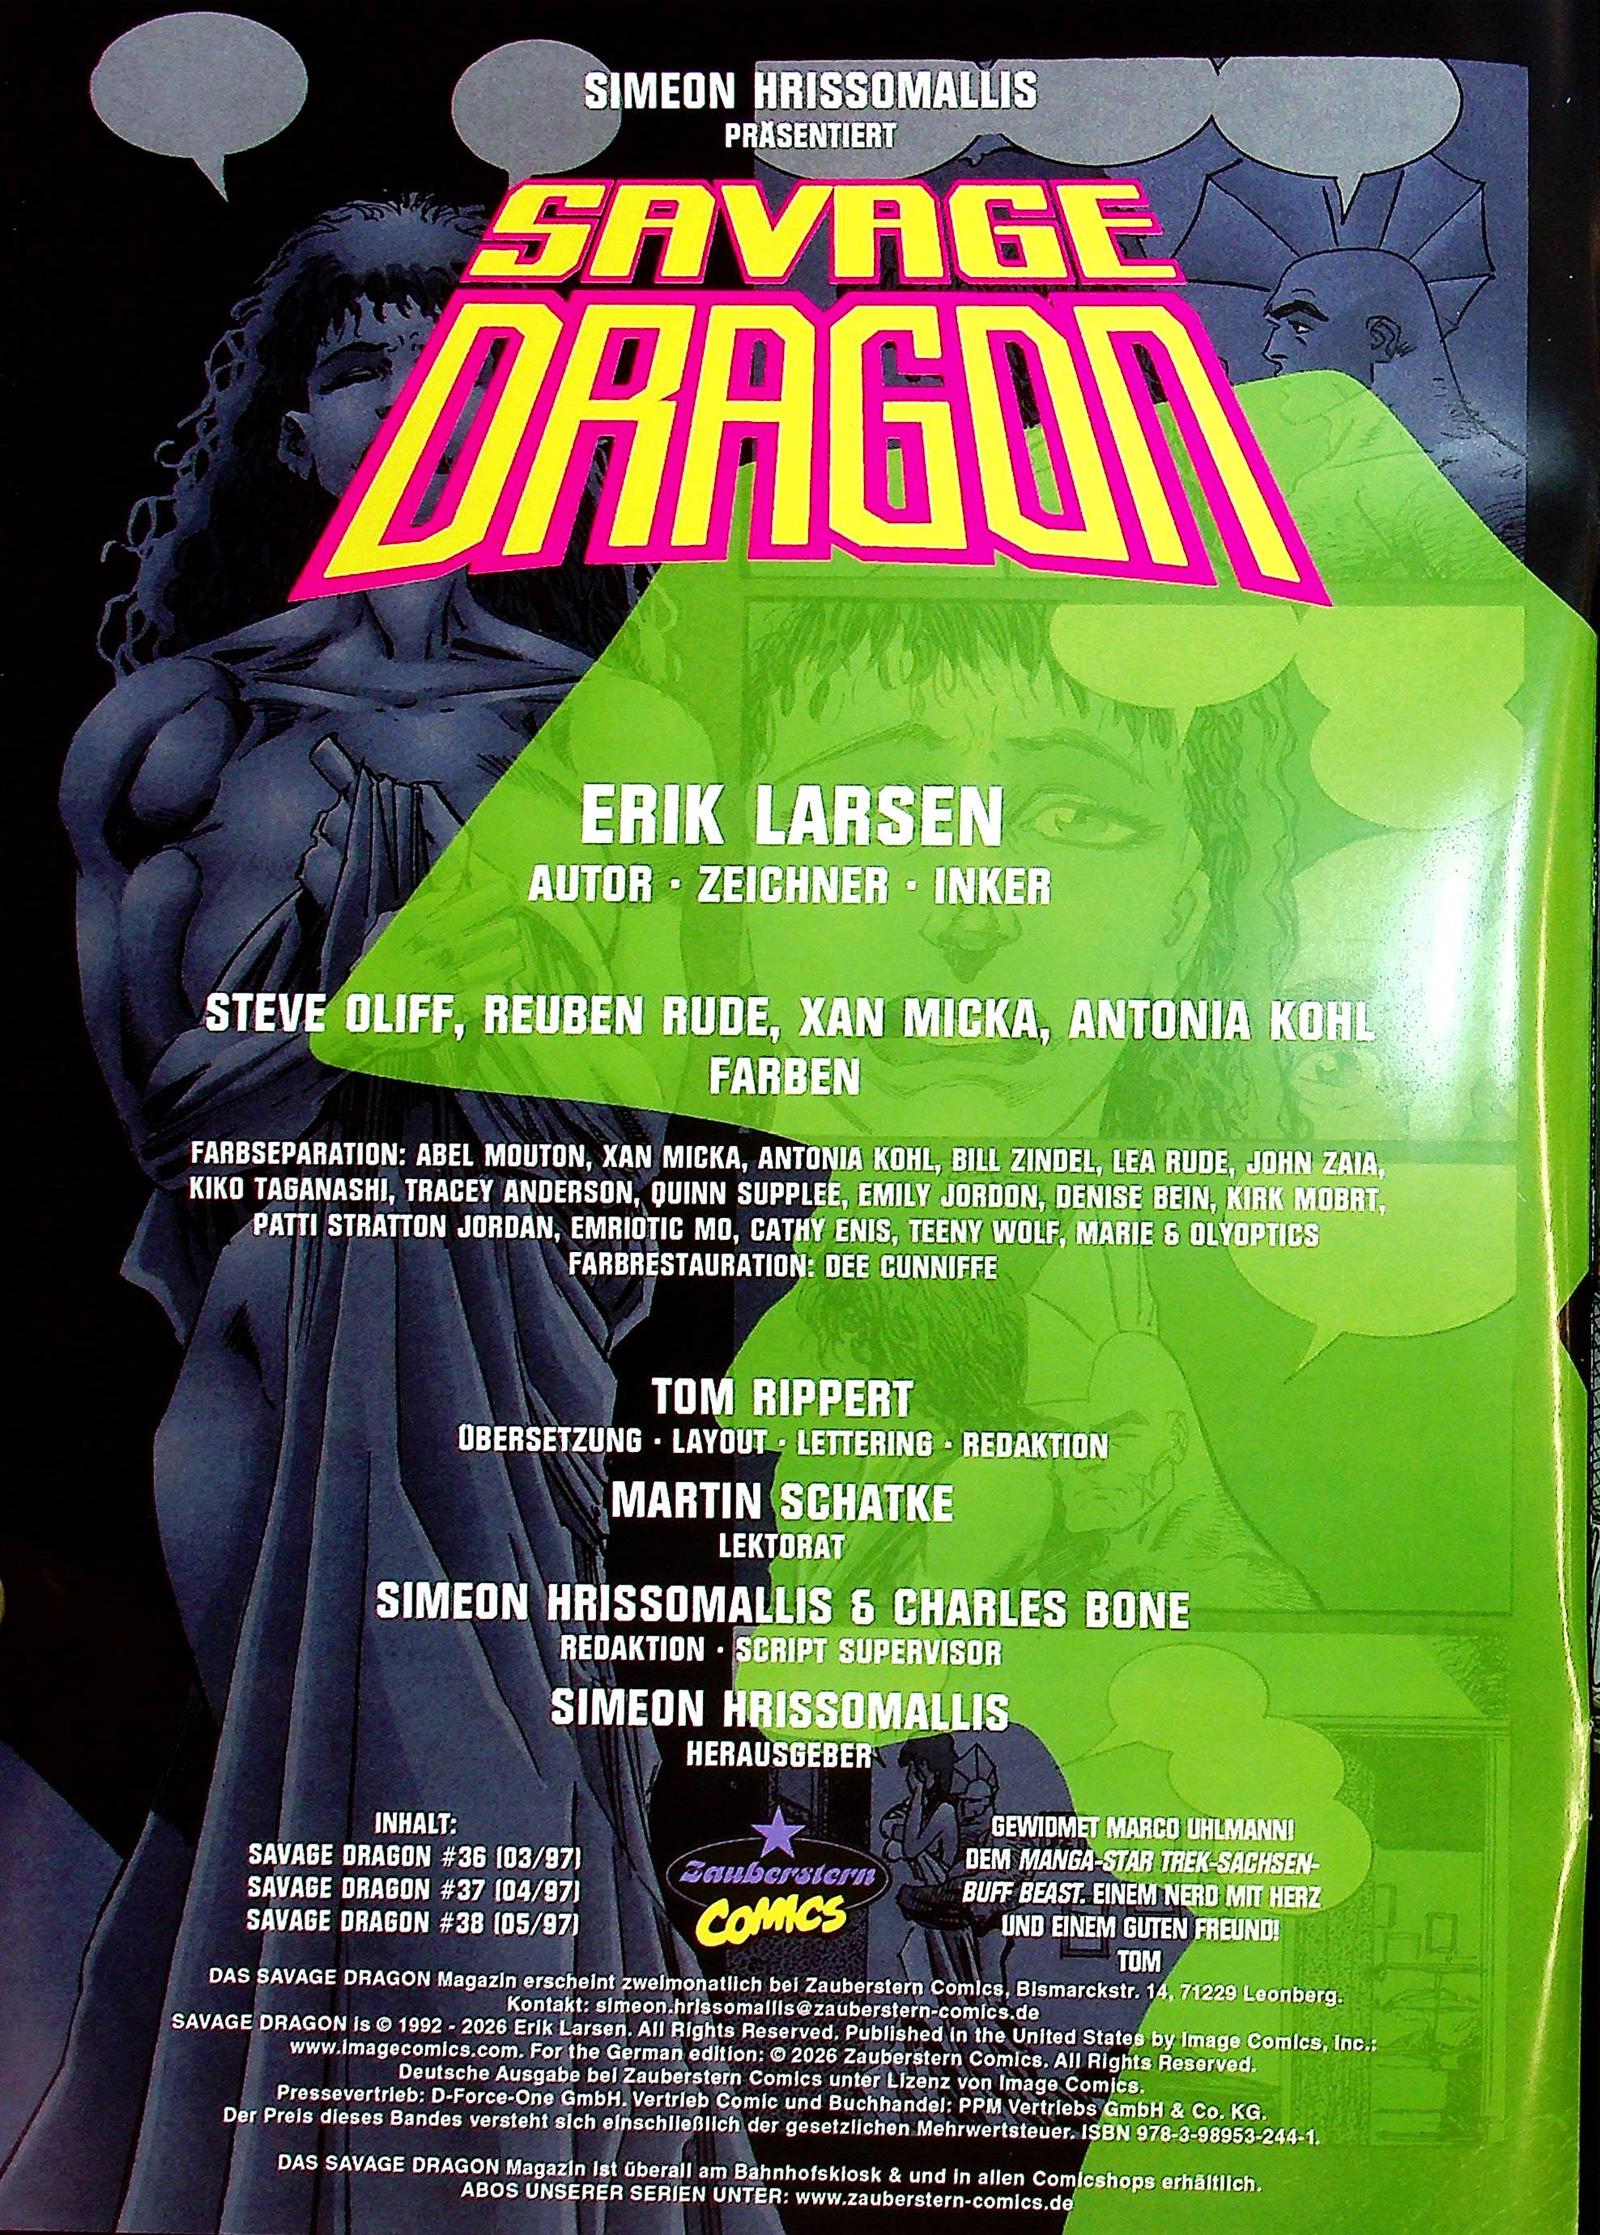 SIMEON HRISSOMALLIS
PRÄSENTIERT
SAVAGE
DRAGON
ERIK LARSEN
AUTOR · ZEICHNER · INKER
STEVE OLIFF, REUBEN RUDE, XAN MICKA, ANTONIA KOHL
FARBEN
FARBSEPARATION: ABEL MOUTON, XAN MICKA, ANTONIA KOHL, BILL ZINDEL, LEA RUDE, JOHN ZAIA,
KIKO TAGANASHI, TRACEY ANDERSON, QUINN SUPPLEE, EMILY JORDON, DENISE BEIN, KIRK MOBRT,
PATTI STRATTON JORDAN, EMRIOTIC MO, CATHY ENIS, TEENY WOLF, MARIE & OLYOPTICS
FARBRESTAURATION: DEE CUNNIFFE
TOM RIPPERT
ÜBERSETZUNG · LAYOUT · LETTERING · REDAKTION
MARTIN SCHATKE
LEKTORAT
SIMEON HRISSOMALLIS & CHARLES BONE
REDAKTION · SCRIPT SUPERVISOR
SIMEON HRISSOMALLIS
HERAUSGEBER
INHALT:
SAVAGE DRAGON #36 (03/97)
SAVAGE DRAGON #37 (04/97)
SAVAGE DRAGON #38 (05/97)
Zauberstern
COMICS
GEWIDMET MARCO UHLMANN!
DEM MANGA-STAR TREK-SACHSEN-
BUFF BEAST. EINEM NERD MIT HERZ
UND EINEM GUTEN FREUND!
TOM
DAS SAVAGE DRAGON Magazin erscheint zweimonatlich bei Zauberstern Comics, Bismarckstr. 14, 71229 Leonberg.
Kontakt: simeon.hrissomallis@zauberstern-comics.de
SAVAGE DRAGON is © 1992 - 2026 Erik Larsen. All Rights Reserved. Published in the United States by Image Comics, Inc.:
www.imagecomics.com. For the German edition: © 2026 Zauberstern Comics. All Rights Reserved.
Deutsche Ausgabe bei Zauberstern Comics unter Lizenz von Image Comics.
Pressevertrieb: D-Force-One GmbH. Vertrieb Comic und Buchhandel: PPM Vertriebs GmbH & Co. KG.
Der Preis dieses Bandes versteht sich einschließlich der gesetzlichen Mehrwertsteuer. ISBN 978-3-98953-244-1.
DAS SAVAGE DRAGON Magazin ist überall am Bahnhofskiosk & und in allen Comicshops erhältlich.
ABOS UNSERER SERIEN UNTER: www.zauberstern-comics.de